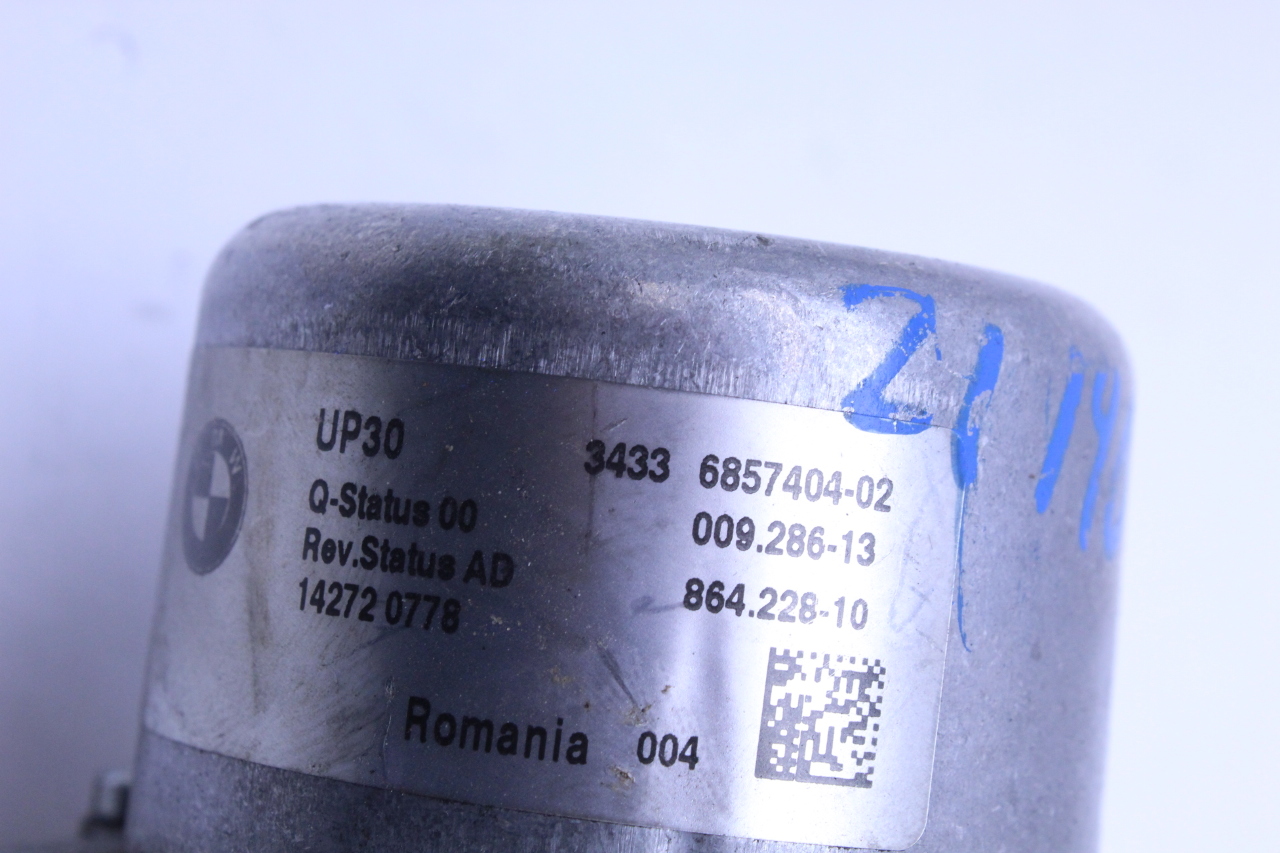 UP30 3433 6857404-02
Q-Status 00 009.286-13
Rev.Status AD
14272 0778 864.228-10
Romania 004